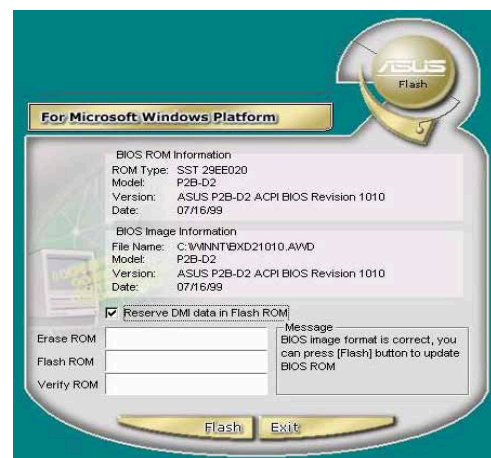 ASUS
Flash
For Microsoft Windows Platform
BIOS ROM Information
ROM Type: SST 29EE020
Model: P2B-D2
Version: ASUS P2B-D2 ACPI BIOS Revision 1010
Date: 07/16/99
BIOS Image Information
File Name: C:\WINNT\BXD21010.AWD
Model: P2B-D2
Version: ASUS P2B-D2 ACPI BIOS Revision 1010
Date: 07/16/99
Reserve DMI data in Flash ROM
Erase ROM
Flash ROM
Verify ROM
Message
BIOS image format is correct, you
can press [Flash] button to update
BIOS ROM
Flash
Exit